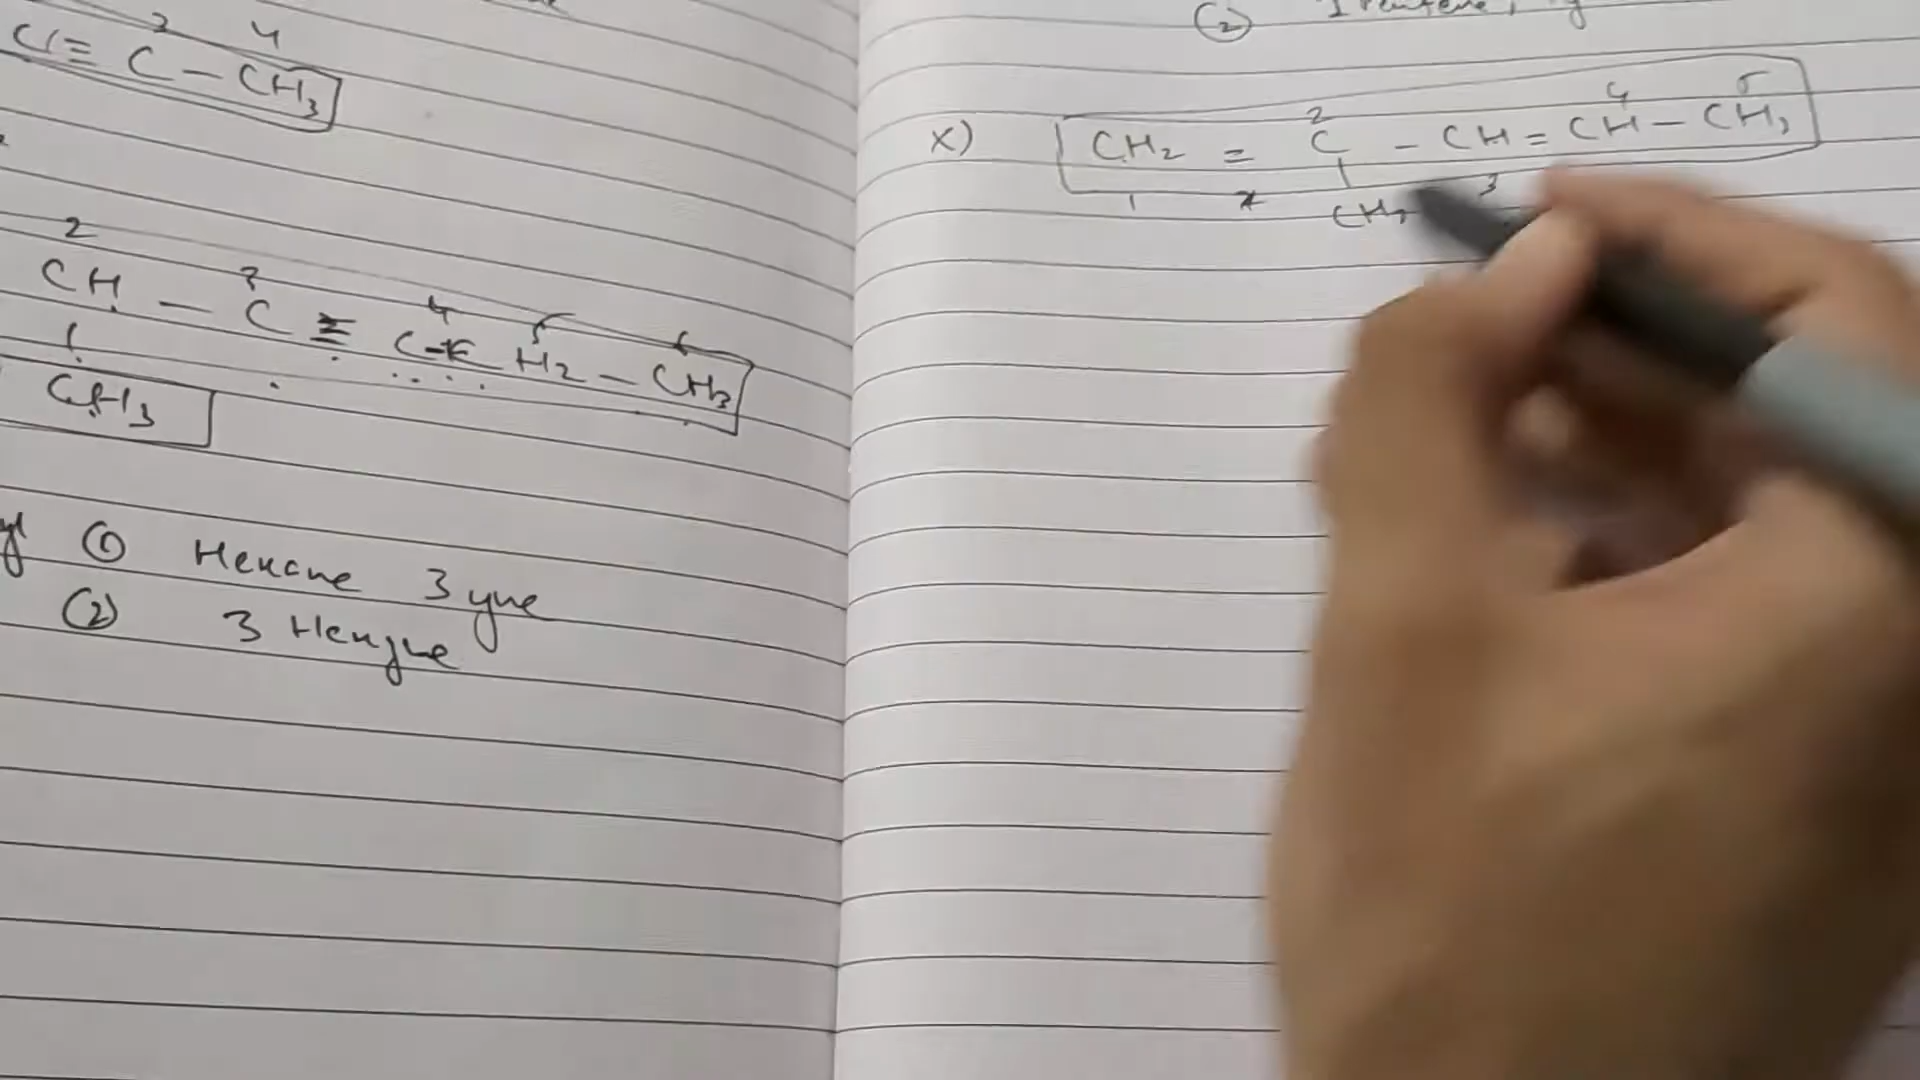 C ≡ C - CH3
3 4
2 3 4 5 6
CH - C ≡ C - CH2 - CH3
1
CH3
① Hexane 3 yne
② 3 Hexyne
②
2 4 5
x) CH2 = C - CH = CH - CH3
1 3
CH3